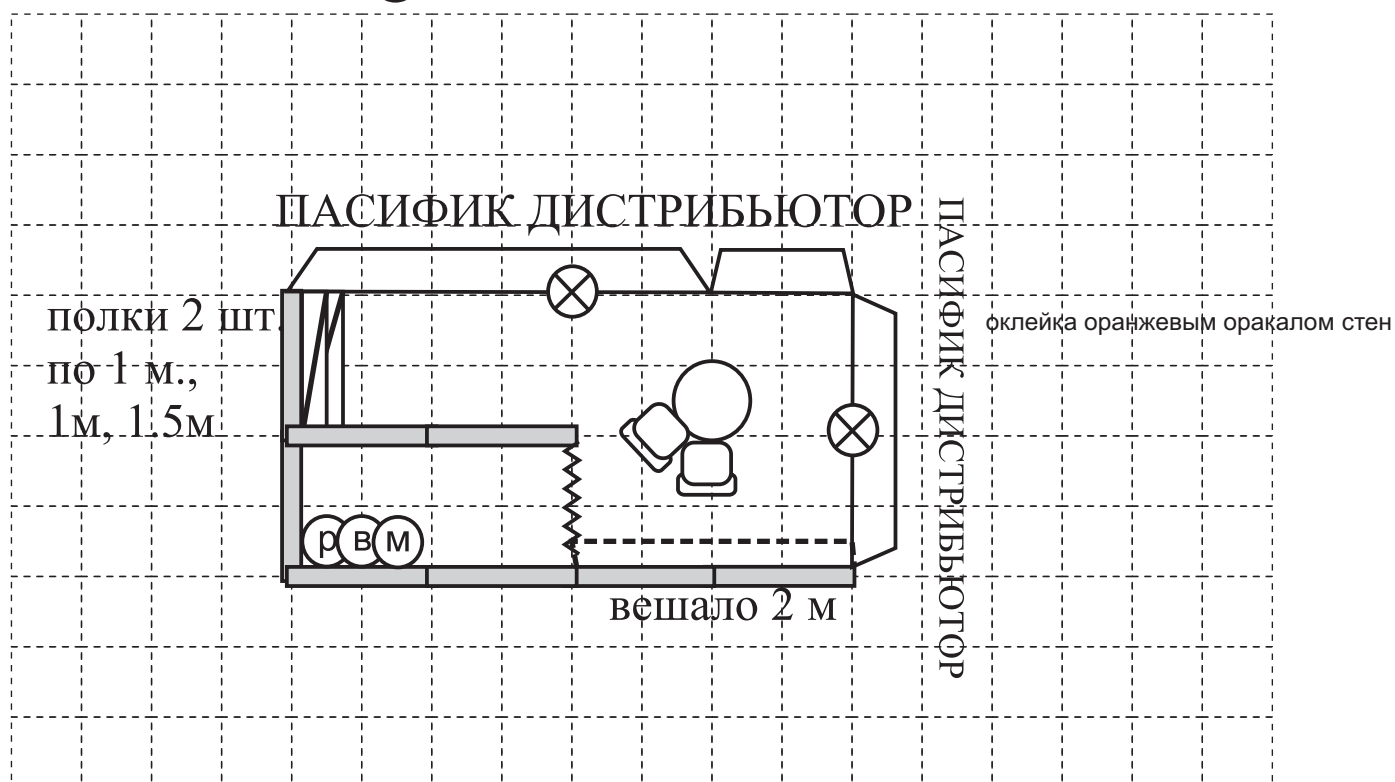 ПАСИФИК ДИСТРИБЬЮТОР
ПАСИФИК ДИСТРИБЬЮТОР
полки 2 шт.
по 1 м.,
1м, 1.5м
оклейка оранжевым оракалом стен
р в м
вешало 2 м